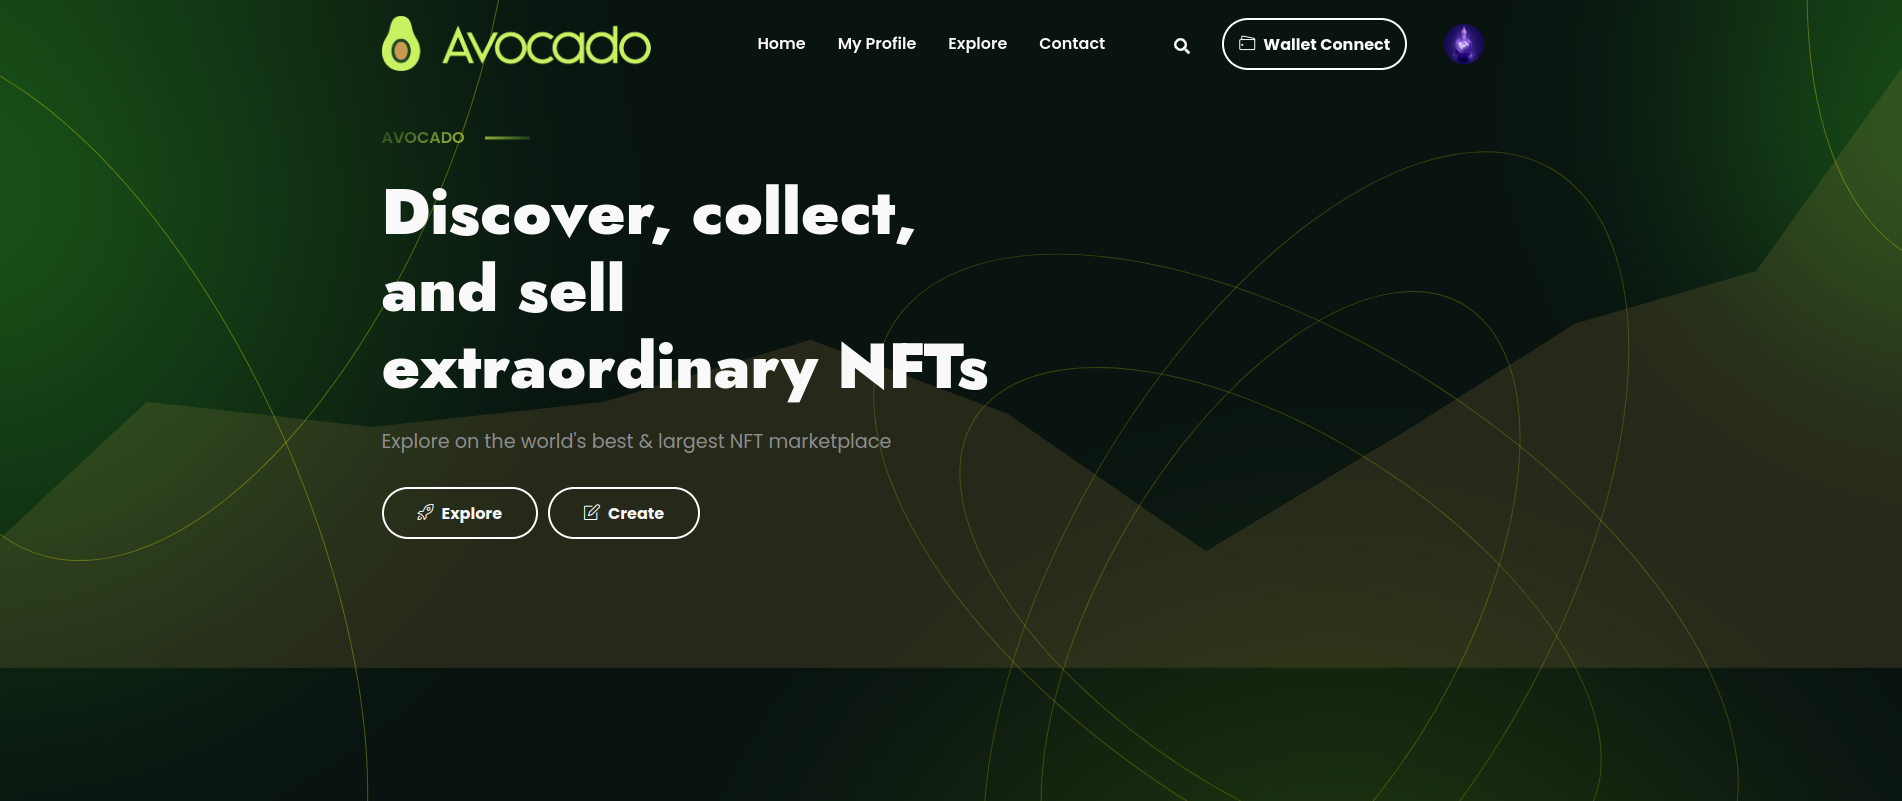 Avocado
Home My Profile Explore Contact
Wallet Connect
AVOCADO
Discover, collect,
and sell
extraordinary NFTs
Explore on the world's best & largest NFT marketplace
Explore Create